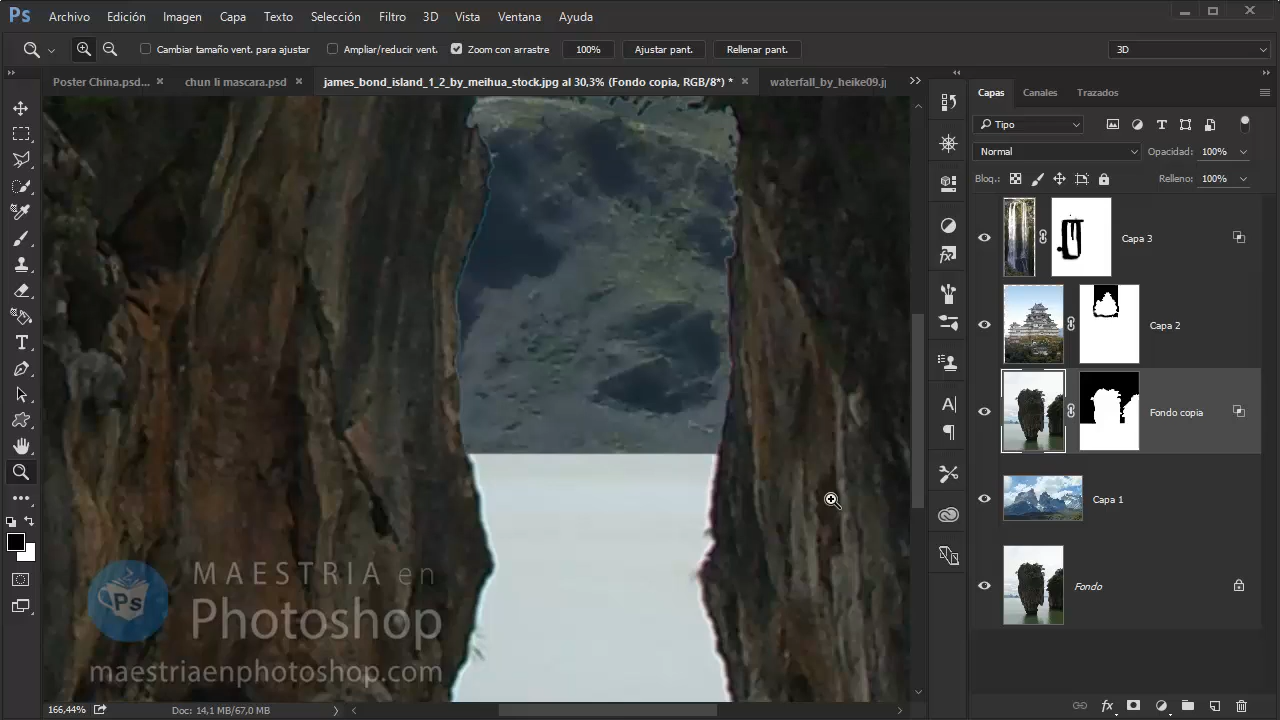 Ps Archivo Edición Imagen Capa Texto Selección Filtro 3D Vista Ventana Ayuda
Cambiar tamaño vent. para ajustar Ampliar/reducir vent. Zoom con arrastre 100% Ajustar pant. Rellenar pant. 3D
Poster China.psd... × chun li mascara.psd × james_bond_island_1_2_by_meihua_stock.jpg al 30,3% (Fondo copia, RGB/8*) * × waterfall_by_heike09.j
Capas Canales Trazados
Tipo
Normal Opacidad: 100%
Bloq.: Relleno: 100%
Capa 3
Capa 2
Fondo copia
Capa 1
Fondo
MAESTRIA en
Ps Photoshop
maestriaenphotoshop.com
166,44% Doc: 14,1 MB/67,0 MB